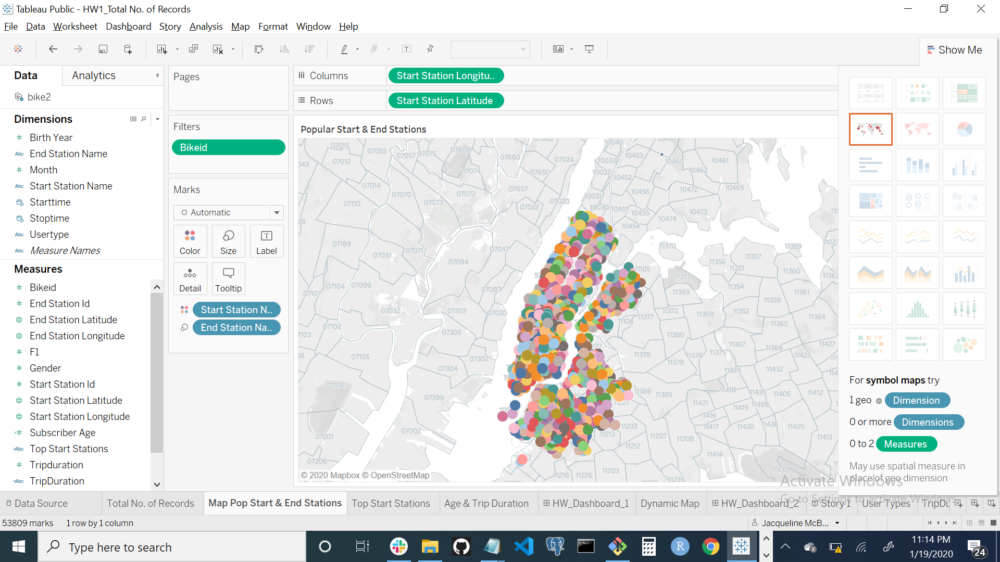 Tableau Public - HW1_Total No. of Records
File Data Worksheet Dashboard Story Analysis Map Format Window Help
Show Me
Data
Analytics
bike2
Dimensions
Birth Year
Abc End Station Name
Month
Abc Start Station Name
Starttime
Stoptime
Abc Usertype
Abc Measure Names
Measures
Bikeid
End Station Id
End Station Latitude
End Station Longitude
F1
Gender
Start Station Id
Start Station Latitude
Start Station Longitude
Subscriber Age
=Abc Top Start Stations
Tripduration
=Abc TripDuration
Pages
Filters
Bikeid
Marks
Automatic
Color Size Label
Detail Tooltip
Start Station N..
End Station Na..
Columns Start Station Longitu..
Rows Start Station Latitude
Popular Start & End Stations
07015 07055 07057 07075 07608 07660 07024 10040 10033 10453 10460 10461
07012 07074 07650 10032 10452 10462
07014 07070 07072 07657 10456 10472 10465
07110 07073 07022 07020 10031 10030 10451 10455 10473
10454 10474
07189 07031 07071 07094 07047 11370 11359
11356 11357 11360 11105 11351 11371
07107 07104 07099 07087 11369 11354 11361
07032 07307 07030 11372 11377 11368 11358 11352 11364
07102 07306 11104 11380 11365
11367 11366 11427
07105 07302 07304 11378 11379 11374 11375 11423
11424 11432
07114 07399 11386 11385 11418 11435 11405 11412
11421 11419 11499
11416 11417 11420 11436 11425
07201 07002 11233 11213 11207 11208 11413
11212 11414
07206 11203 11218 11226 11239 11430
© 2020 Mapbox © OpenStreetMap
For symbol maps try
1 geo Dimension
0 or more Dimensions
0 to 2 Measures
May use spatial measure in
place of geo dimension
Activate Windows
Go to Settings to activate Windows.
Data Source Total No. of Records Map Pop Start & End Stations Top Start Stations Age & Trip Duration HW_Dashboard_1 Dynamic Map HW_Dashboard_2 Story 1 User Types TripDu
53809 marks 1 row by 1 column
Jacqueline McB...
Type here to search
R
11:14 PM
1/19/2020
24